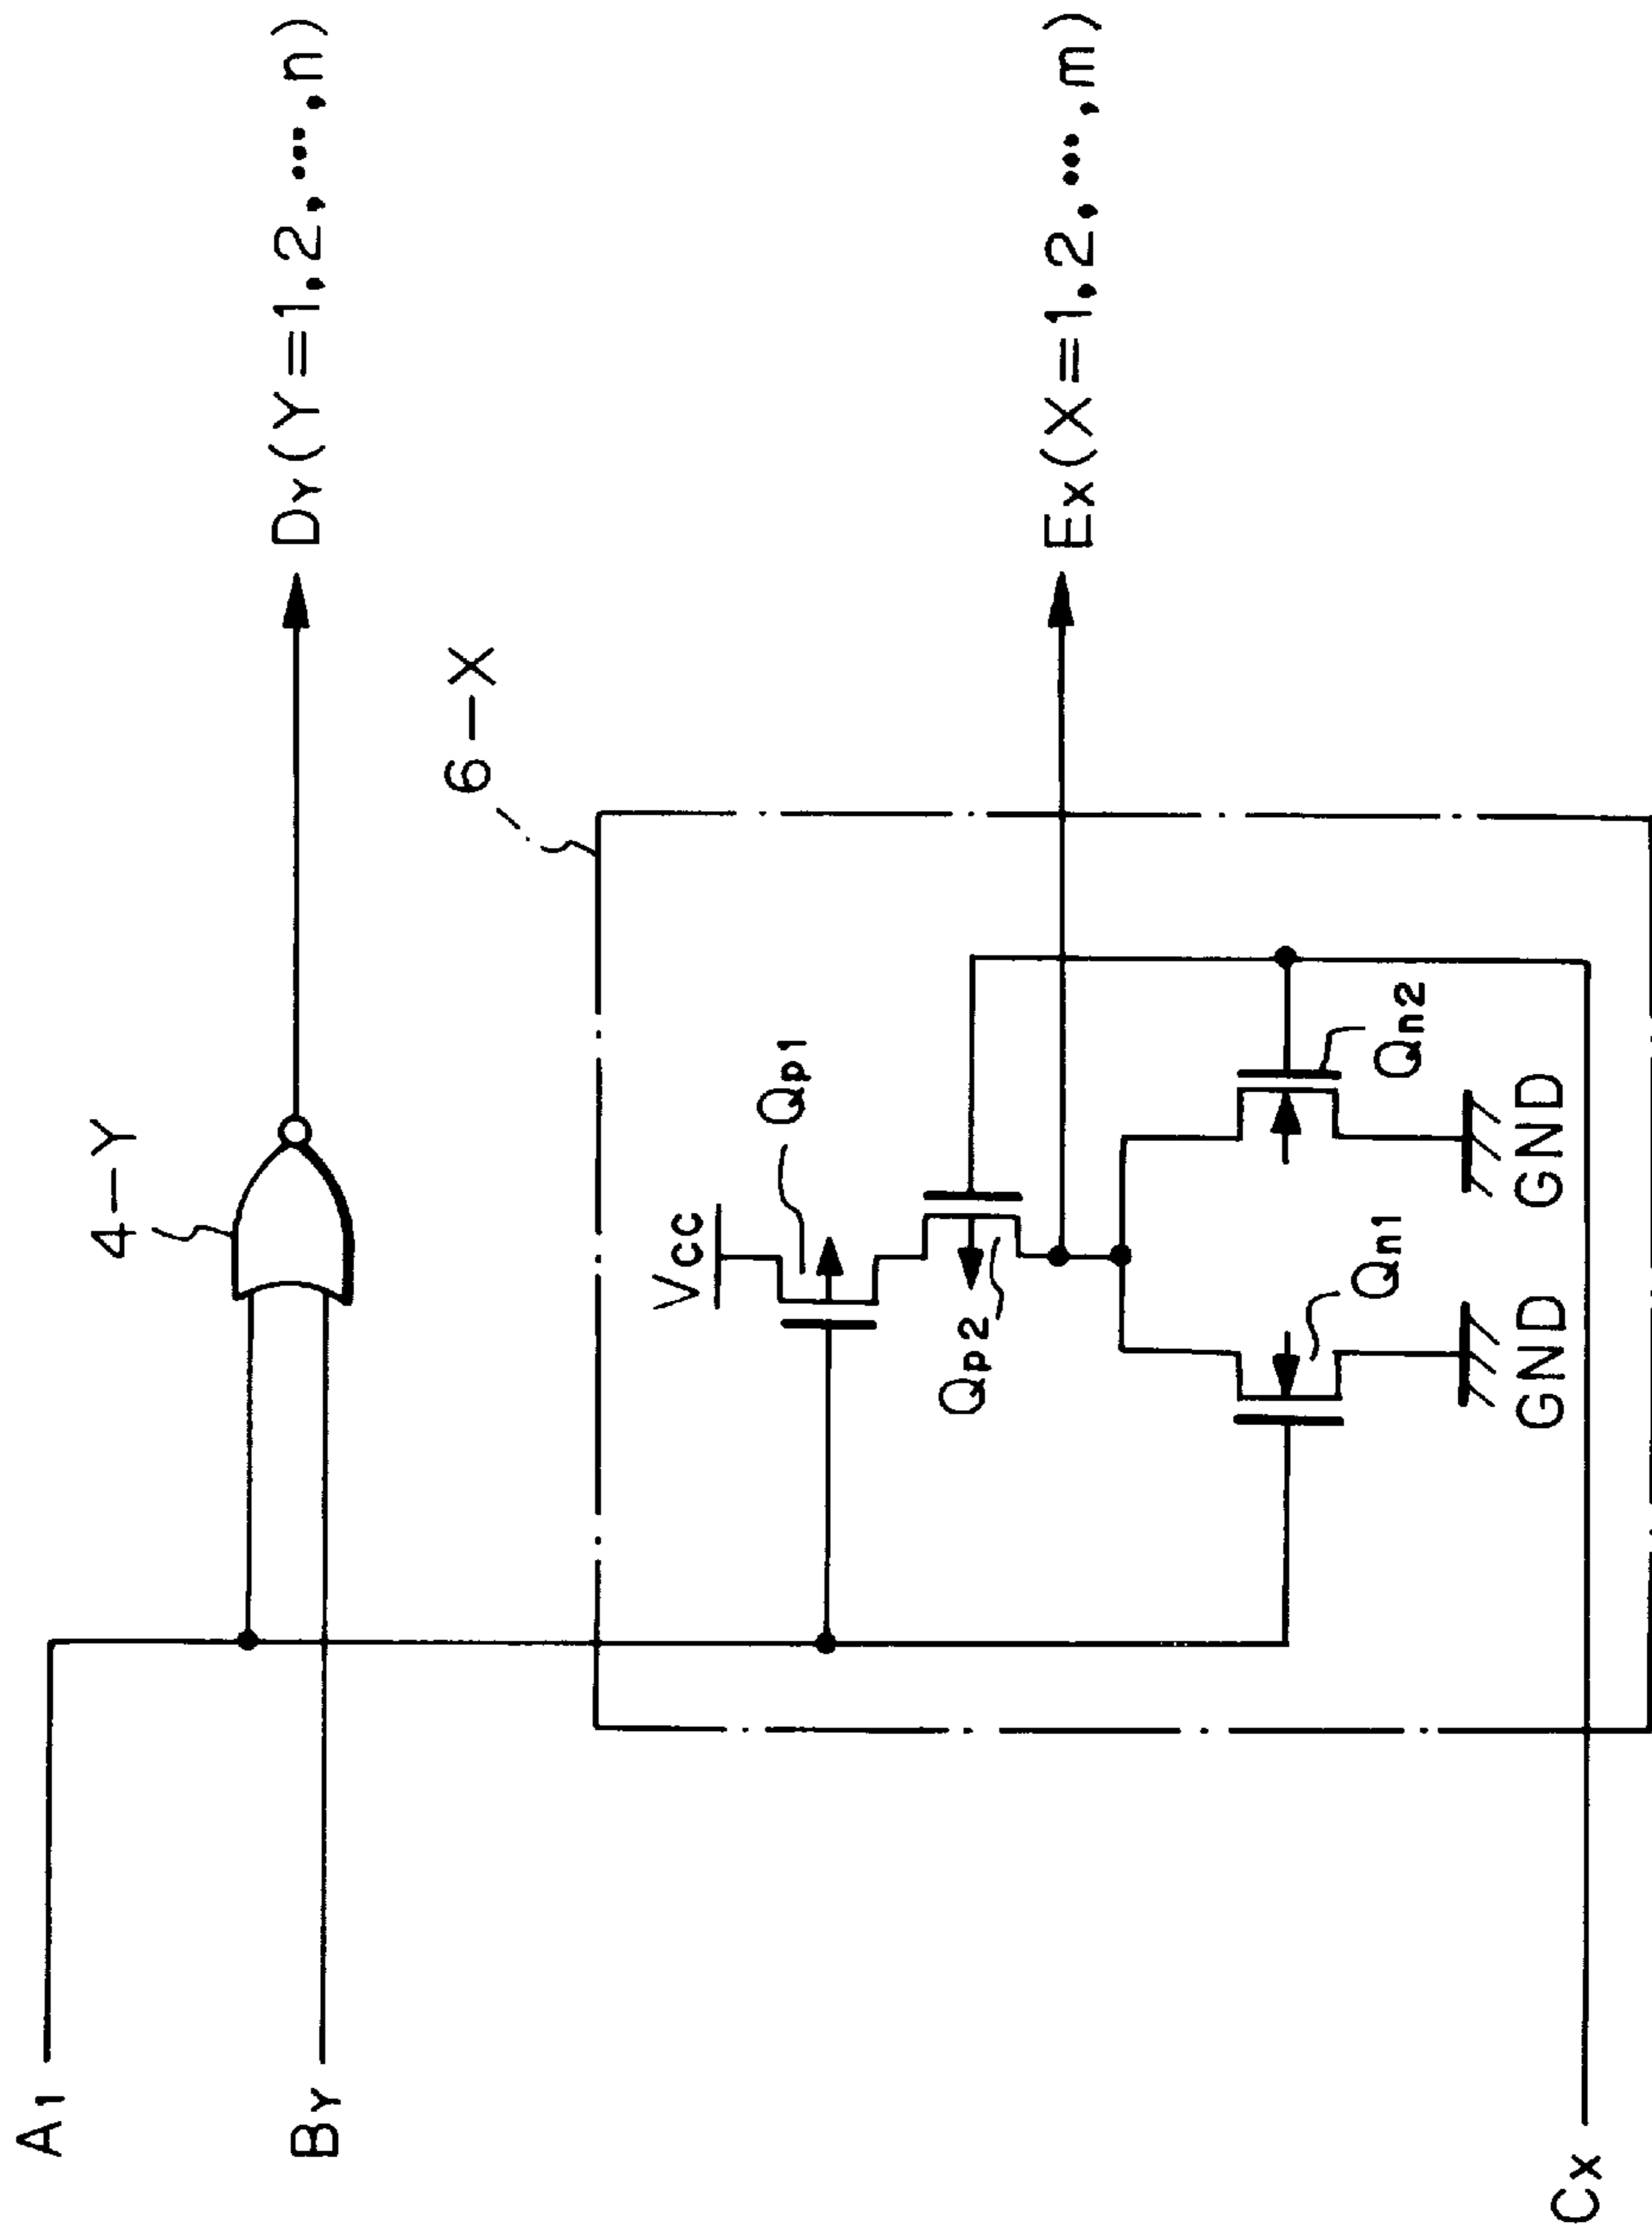 A1
BY
CX
4-Y
DY(Y=1,2,···,n)
6-X
VCC
Qp1
Qp2
EX(X=1,2,···,m)
Qn1
Qn2
GND
GND